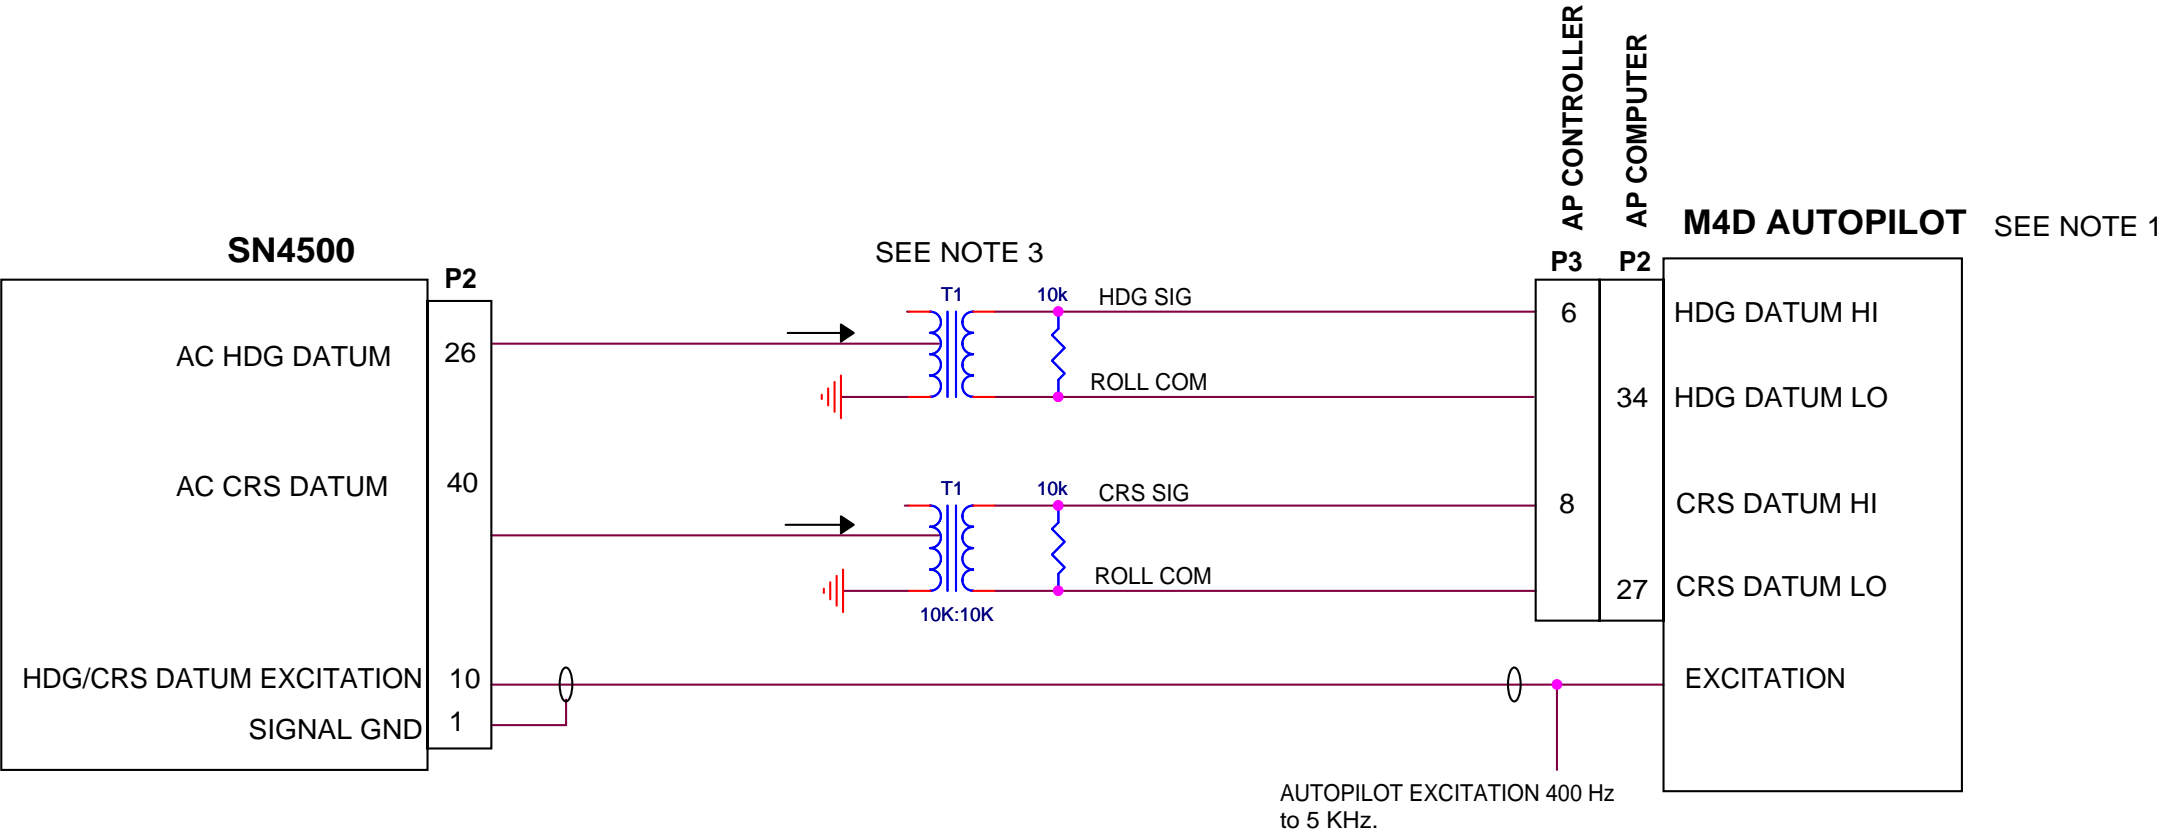 AP CONTROLLER
AP COMPUTER
M4D AUTOPILOT
SEE NOTE 1
SN4500
SEE NOTE 3
P2
P3
P2
T1
10k
HDG SIG
6
HDG DATUM HI
AC HDG DATUM
26
ROLL COM
34
HDG DATUM LO
AC CRS DATUM
40
T1
10k
CRS SIG
8
CRS DATUM HI
ROLL COM
27
CRS DATUM LO
10K:10K
HDG/CRS DATUM EXCITATION
10
EXCITATION
SIGNAL GND
1
AUTOPILOT EXCITATION 400 Hz
to 5 KHz.